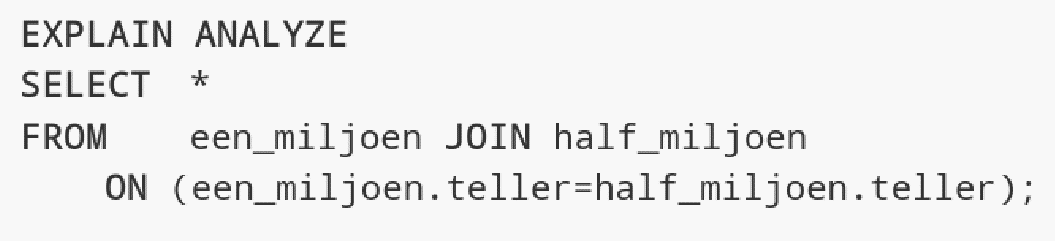 EXPLAIN ANALYZE
SELECT  *
FROM    een_miljoen JOIN half_miljoen
    ON (een_miljoen.teller=half_miljoen.teller);